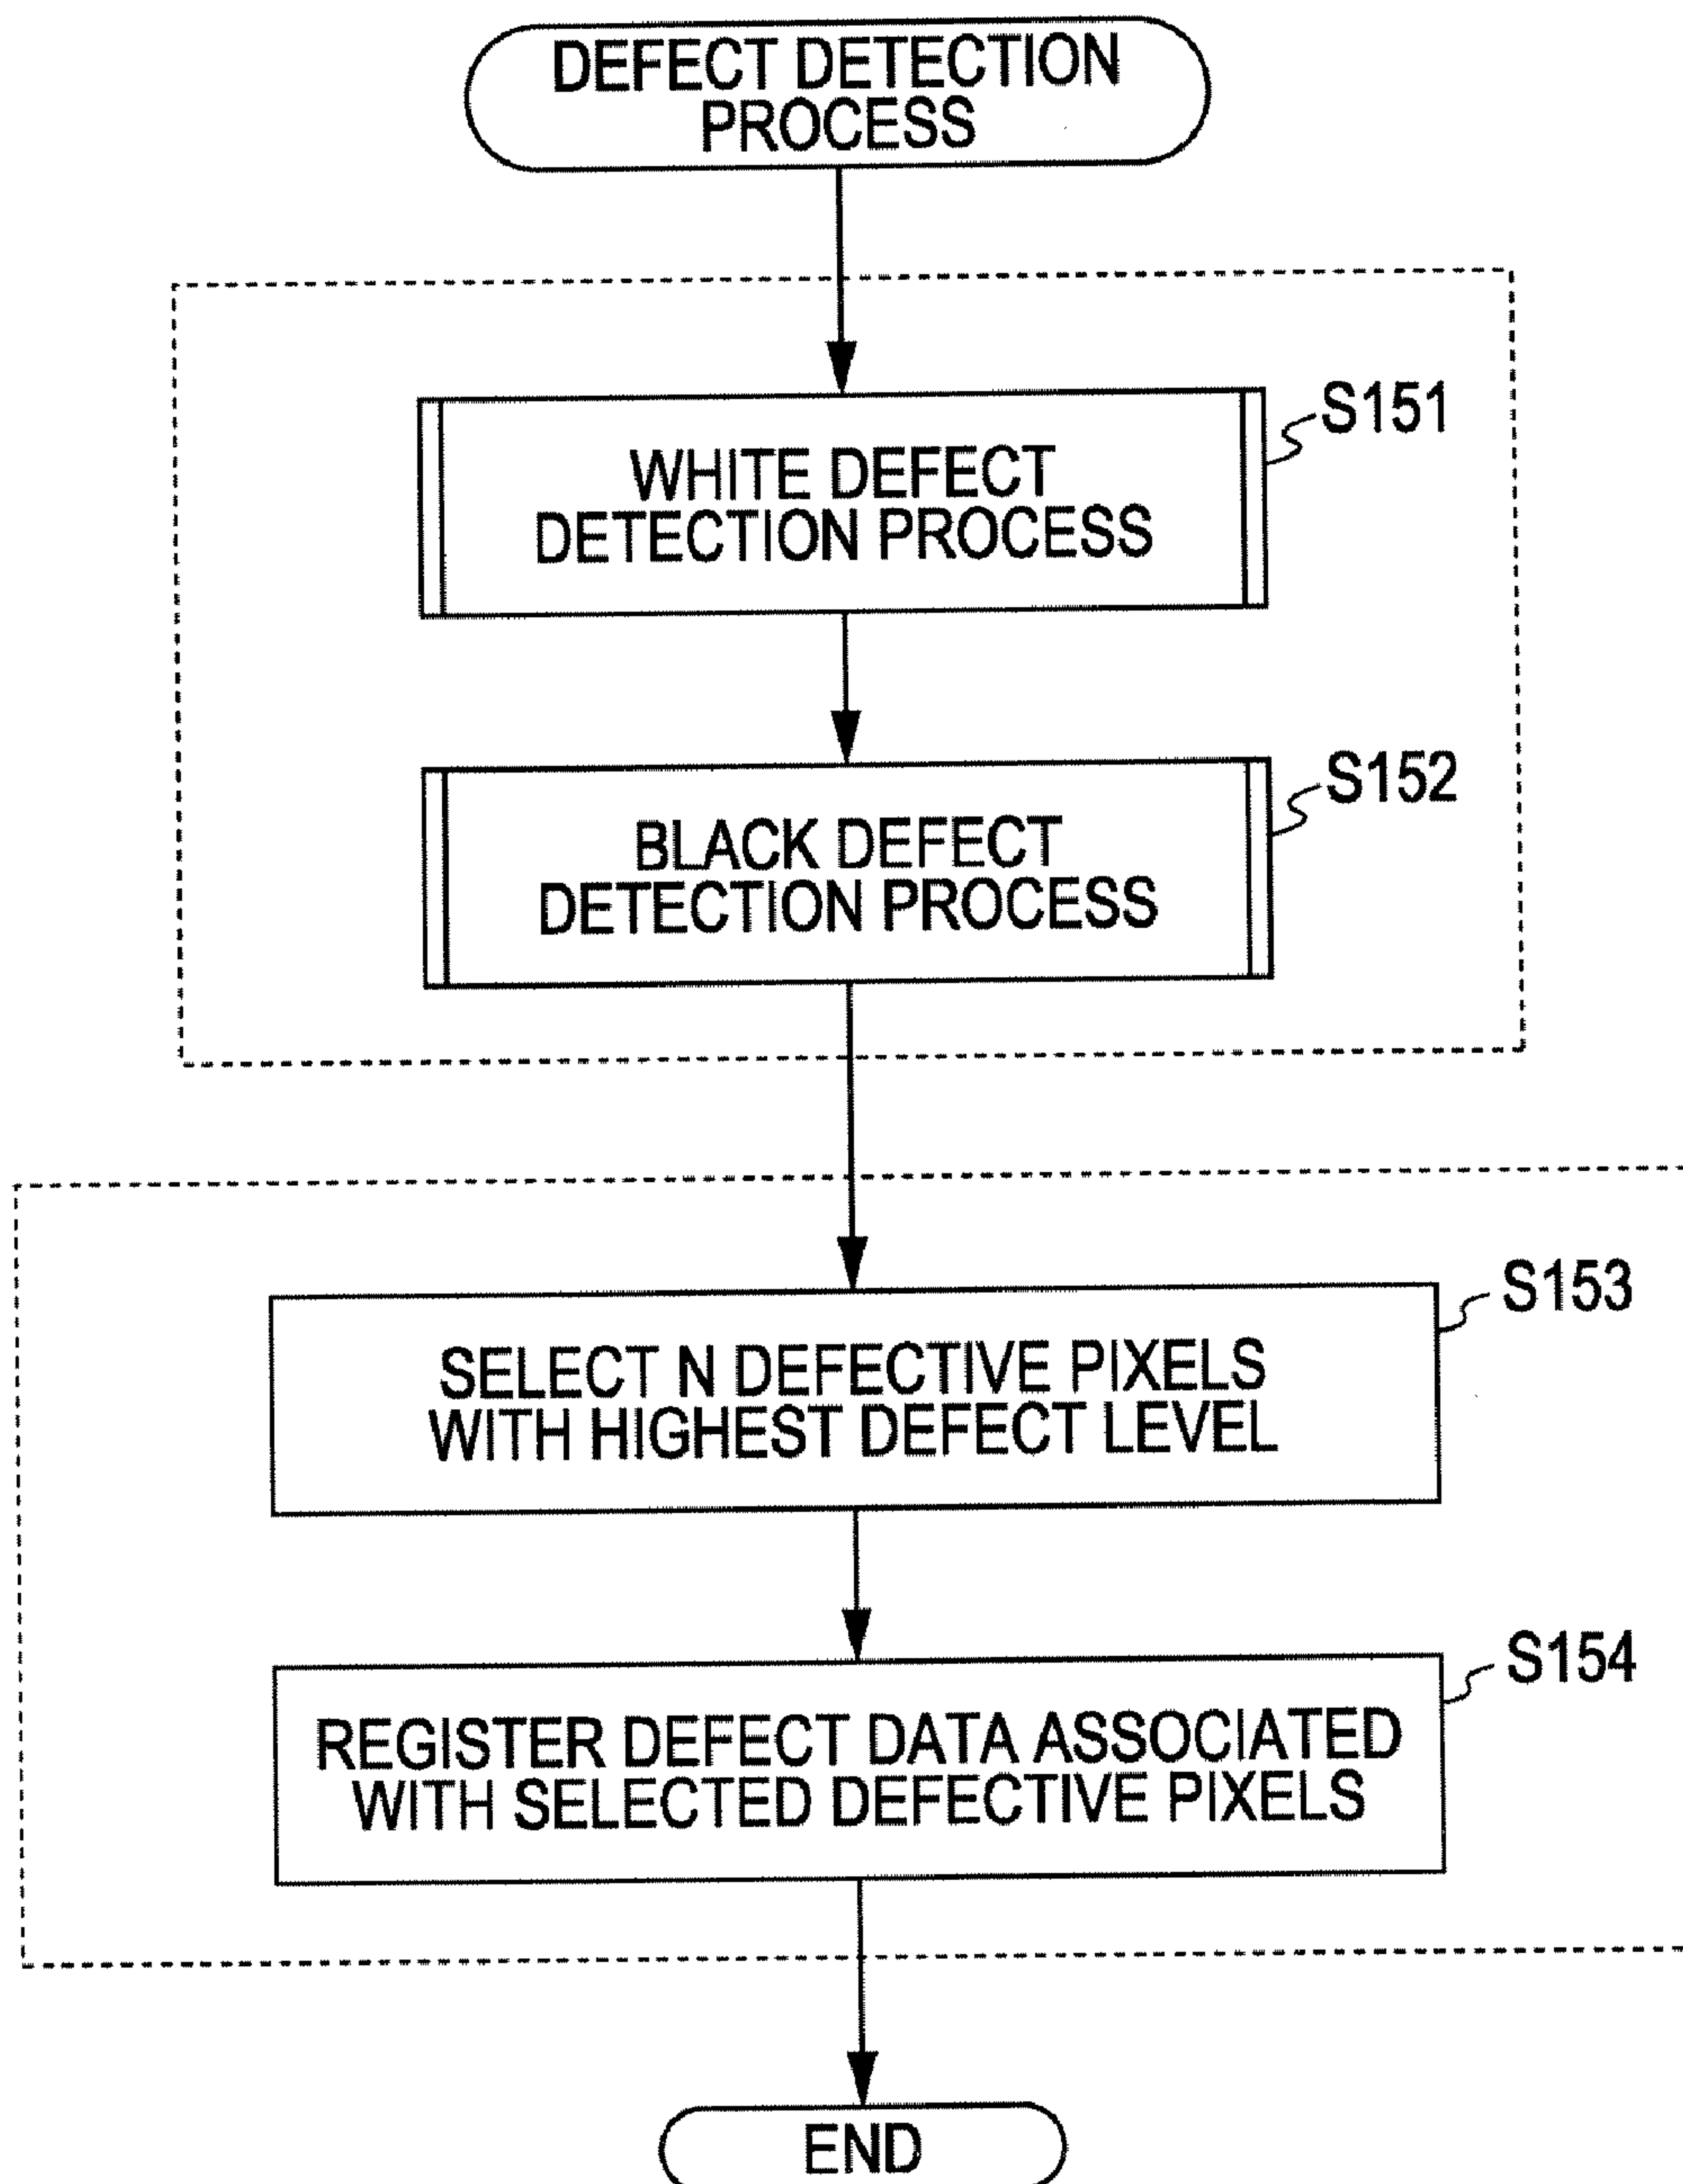 DEFECT DETECTION
PROCESS
S151
WHITE DEFECT
DETECTION PROCESS
S152
BLACK DEFECT
DETECTION PROCESS
S153
SELECT N DEFECTIVE PIXELS
WITH HIGHEST DEFECT LEVEL
S154
REGISTER DEFECT DATA ASSOCIATED
WITH SELECTED DEFECTIVE PIXELS
END